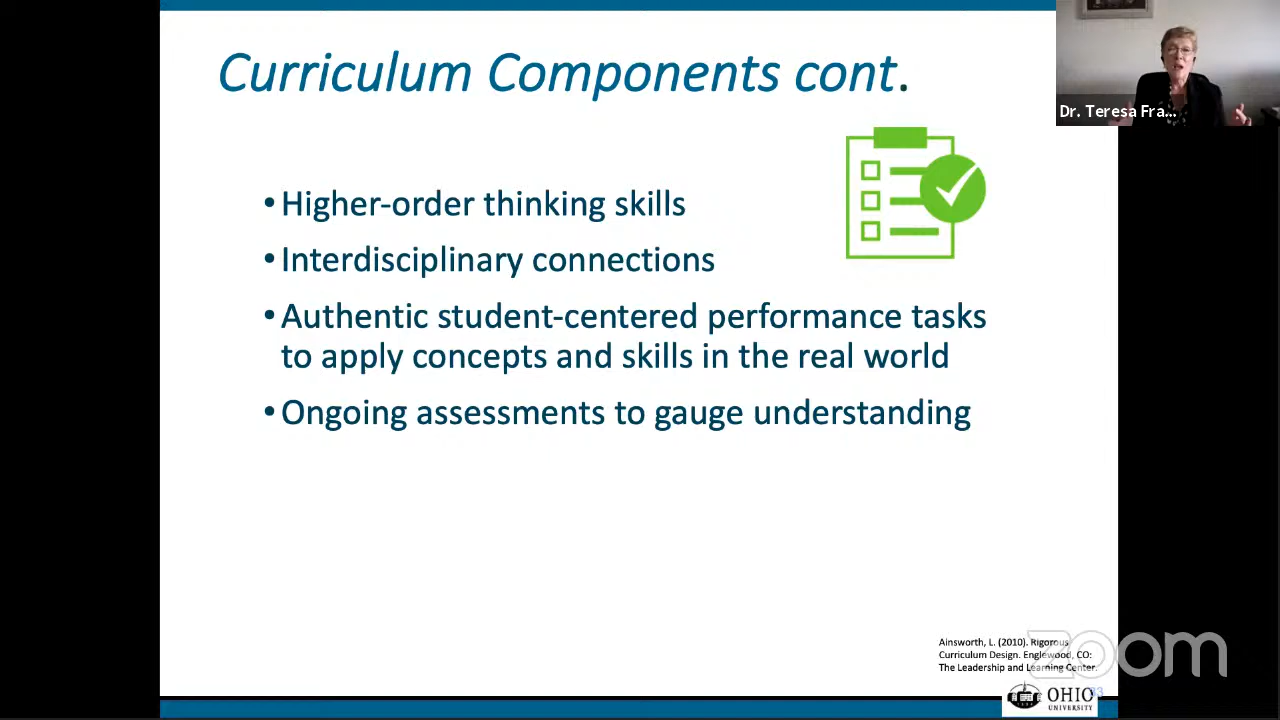 Curriculum Components cont.
Dr. Teresa Fra...
• Higher-order thinking skills
• Interdisciplinary connections
• Authentic student-centered performance tasks
to apply concepts and skills in the real world
• Ongoing assessments to gauge understanding
Ainsworth, L. (2010). Rigorous
Curriculum Design. Englewood, CO:
The Leadership and Learning Center.
zoom
OHIO
UNIVERSITY